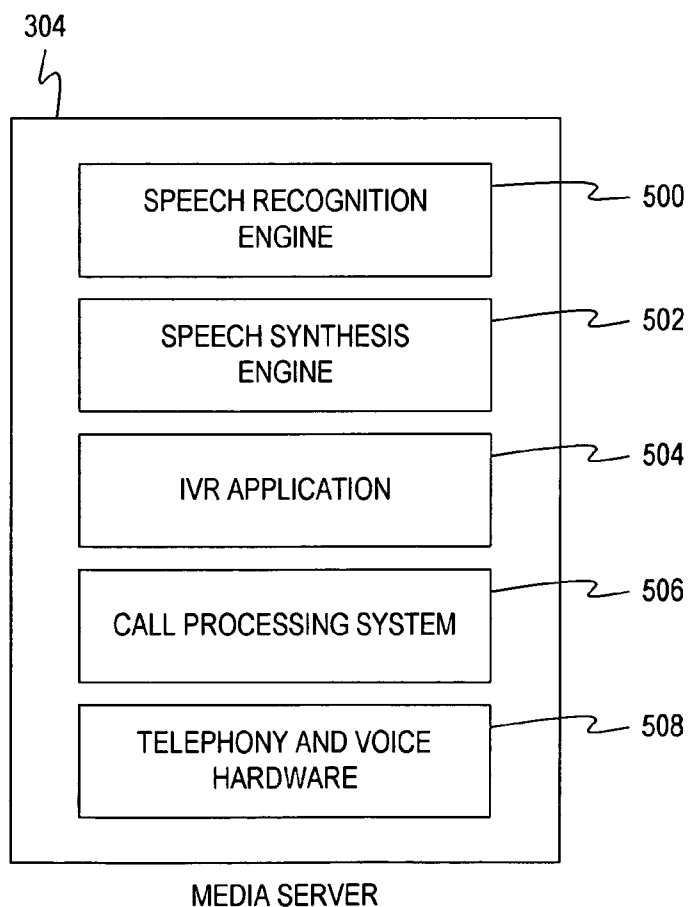 304
SPEECH RECOGNITION
ENGINE
500
SPEECH SYNTHESIS
ENGINE
502
IVR APPLICATION
504
CALL PROCESSING SYSTEM
506
TELEPHONY AND VOICE
HARDWARE
508
MEDIA SERVER